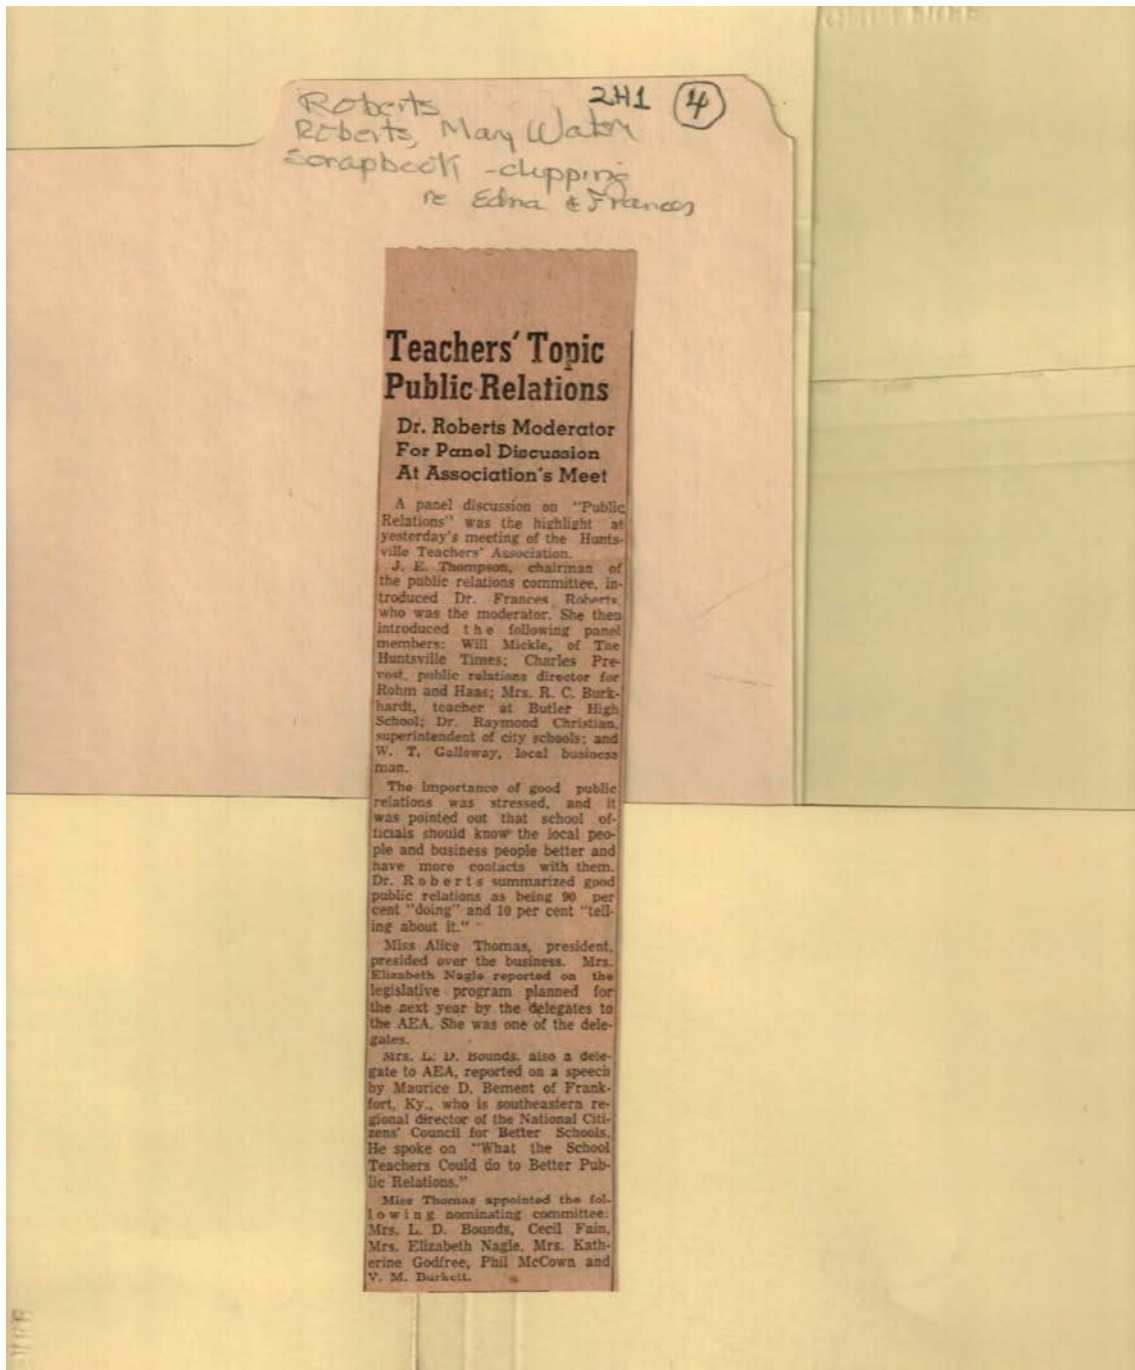 Roberts 2H1 4
Roberts, Mary Watson
Scrapbook - clipping
re Edna & Frances
Teachers' Topic
Public Relations
Dr. Roberts Moderator
For Panel Discussion
At Association's Meet
A panel discussion on "Public
Relations" was the highlight at
yesterday's meeting of the Hunts-
ville Teachers' Association.
J. E. Thompson, chairman of
the public relations committee, in-
troduced Dr. Frances Roberts,
who was the moderator. She then
introduced the following panel
members: Will Mickle, of The
Huntsville Times; Charles Pre-
vost, public relations director for
Rohm and Haas; Mrs. R. C. Burk-
hardt, teacher at Butler High
School; Dr. Raymond Christian,
superintendent of city schools; and
W. T. Galloway, local business
man.
The importance of good public
relations was stressed, and it
was pointed out that school of-
ficials should know the local peo-
ple and business people better and
have more contacts with them.
Dr. Roberts summarized good
public relations as being 90 per
cent "doing" and 10 per cent "tell-
ing about it."
Miss Alice Thomas, president,
presided over the business. Mrs.
Elizabeth Nagle reported on the
legislative program planned for
the next year by the delegates to
the AEA. She was one of the dele-
gates.
Mrs. L. D. Bounds, also a dele-
gate to AEA, reported on a speech
by Maurice D. Bement of Frank-
fort, Ky., who is southeastern re-
gional director of the National Citi-
zens' Council for Better Schools.
He spoke on "What the School
Teachers Could do to Better Pub-
lic Relations."
Miss Thomas appointed the fol-
lowing nominating committee:
Mrs. L. D. Bounds, Cecil Fain,
Mrs. Elizabeth Nagle, Mrs. Kath-
erine Godfree, Phil McCown and
V. M. Burkett.